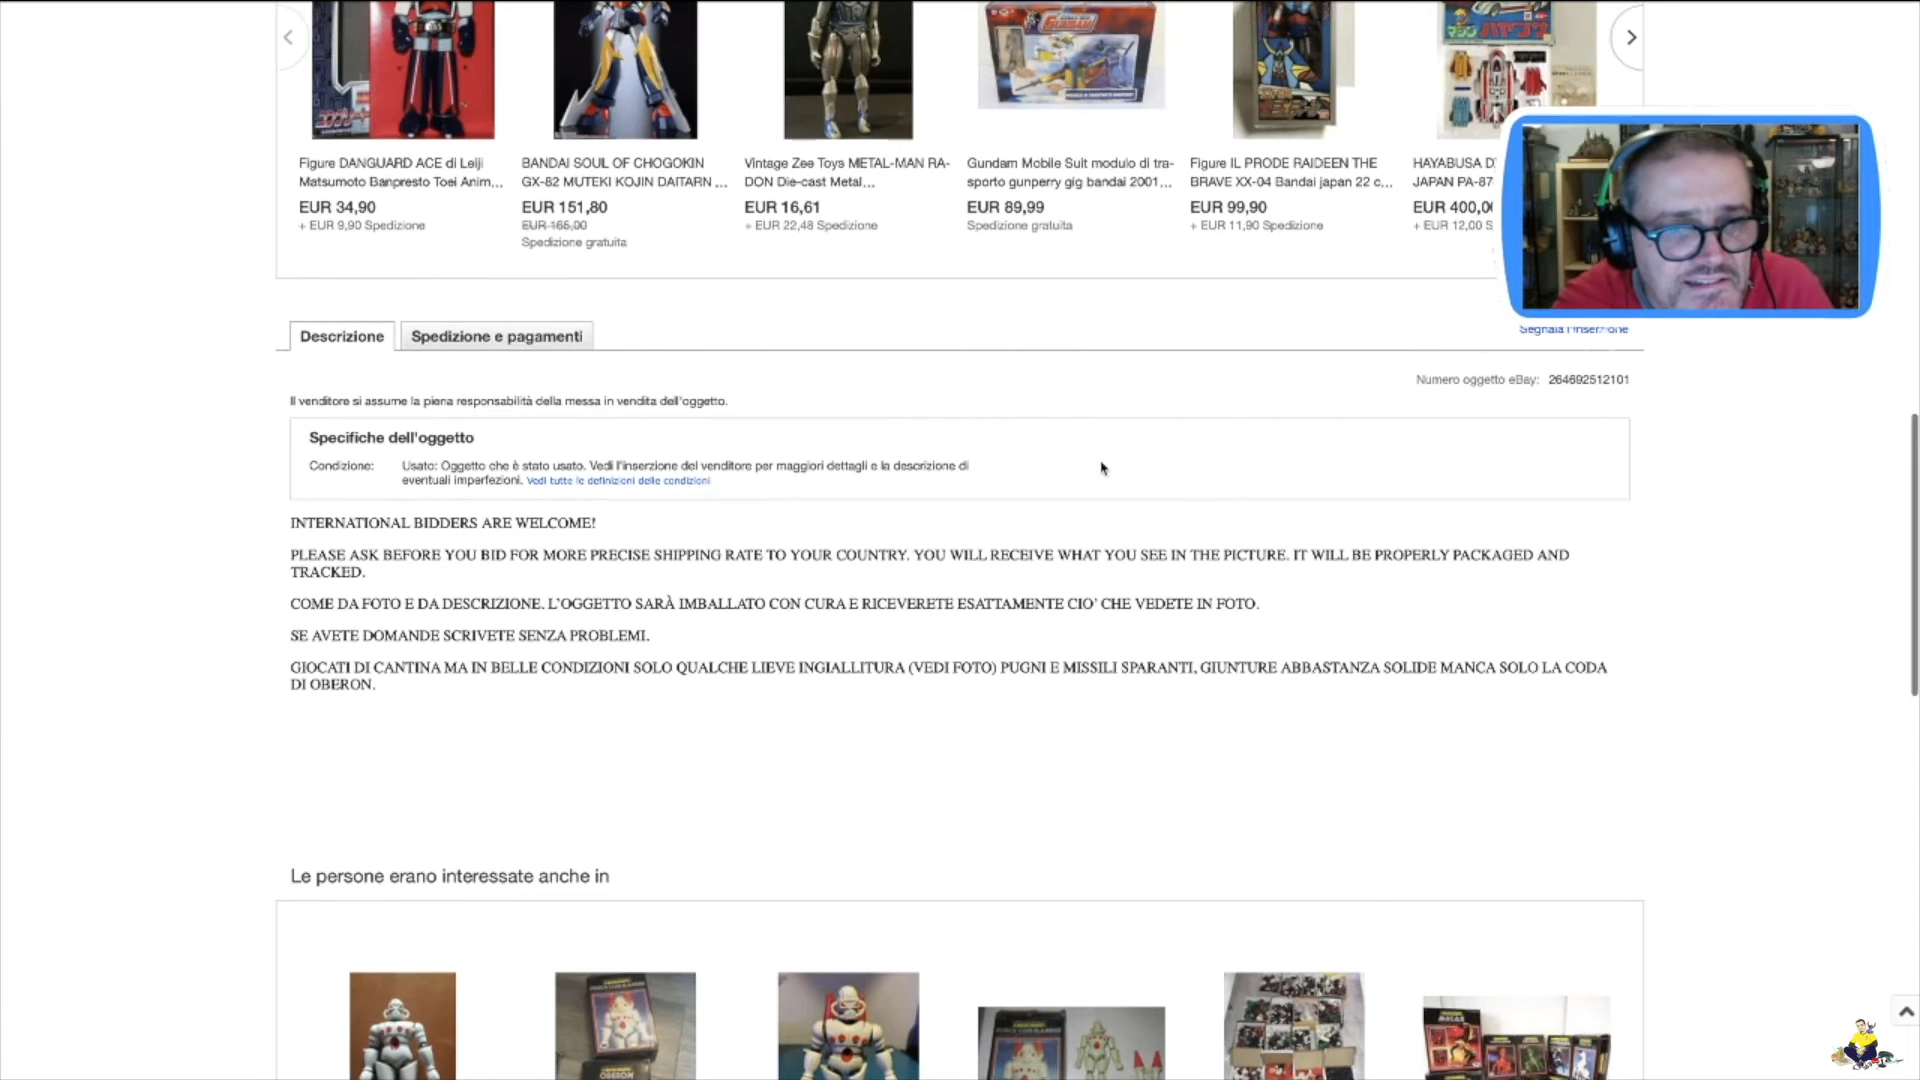 Figure DANGUARD ACE di Leiji
Matsumoto Banpresto Toei Anim...
EUR 34,90
+ EUR 9,90 Spedizione
BANDAI SOUL OF CHOGOKIN
GX-82 MUTEKI KOJIN DAITARN ...
EUR 151,80
EUR 165,00
Spedizione gratuita
Vintage Zee Toys METAL-MAN RA-
DON Die-cast Metal...
EUR 16,61
+ EUR 22,48 Spedizione
Gundam Mobile Suit modulo di tra-
sporto gunperry gig bandai 2001...
EUR 89,99
Spedizione gratuita
Figure IL PRODE RAIDEEN THE
BRAVE XX-04 Bandai japan 22 c...
EUR 99,90
+ EUR 11,90 Spedizione
HAYABUSA
JAPAN PA-87
EUR 400,0
+ EUR 12,00 S
Descrizione
Spedizione e pagamenti
Segnala l'inserzione
Numero oggetto eBay: 264692512101
Il venditore si assume la piena responsabilità della messa in vendita dell'oggetto.
Specifiche dell'oggetto
Condizione: Usato: Oggetto che è stato usato. Vedi l'inserzione del venditore per maggiori dettagli e la descrizione di
eventuali imperfezioni. Vedi tutte le definizioni delle condizioni
INTERNATIONAL BIDDERS ARE WELCOME!
PLEASE ASK BEFORE YOU BID FOR MORE PRECISE SHIPPING RATE TO YOUR COUNTRY. YOU WILL RECEIVE WHAT YOU SEE IN THE PICTURE. IT WILL BE PROPERLY PACKAGED AND
TRACKED.
COME DA FOTO E DA DESCRIZIONE. L'OGGETTO SARÀ IMBALLATO CON CURA E RICEVERETE ESATTAMENTE CIO' CHE VEDETE IN FOTO.
SE AVETE DOMANDE SCRIVETE SENZA PROBLEMI.
GIOCATI DI CANTINA MA IN BELLE CONDIZIONI SOLO QUALCHE LIEVE INGIALLITURA (VEDI FOTO) PUGNI E MISSILI SPARANTI, GIUNTURE ABBASTANZA SOLIDE MANCA SOLO LA CODA
DI OBERON.
Le persone erano interessate anche in
OBERON